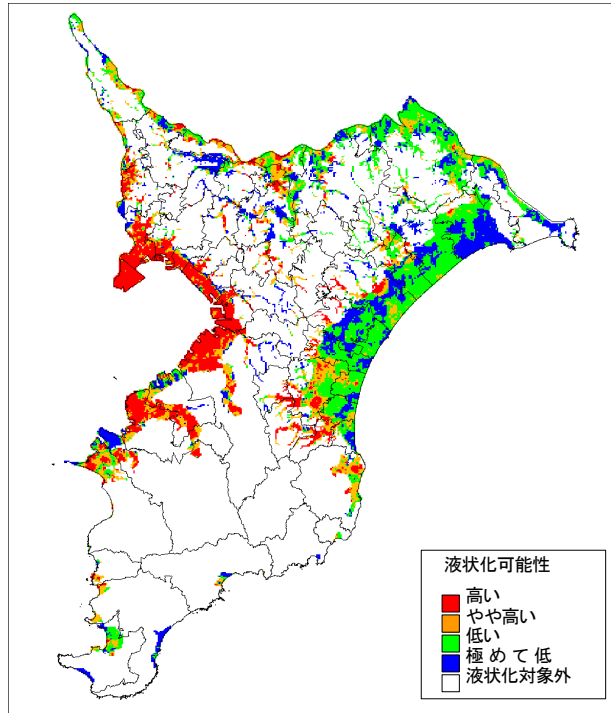 液状化可能性
高い
やや高い
低い
極 め て 低
液状化対象外